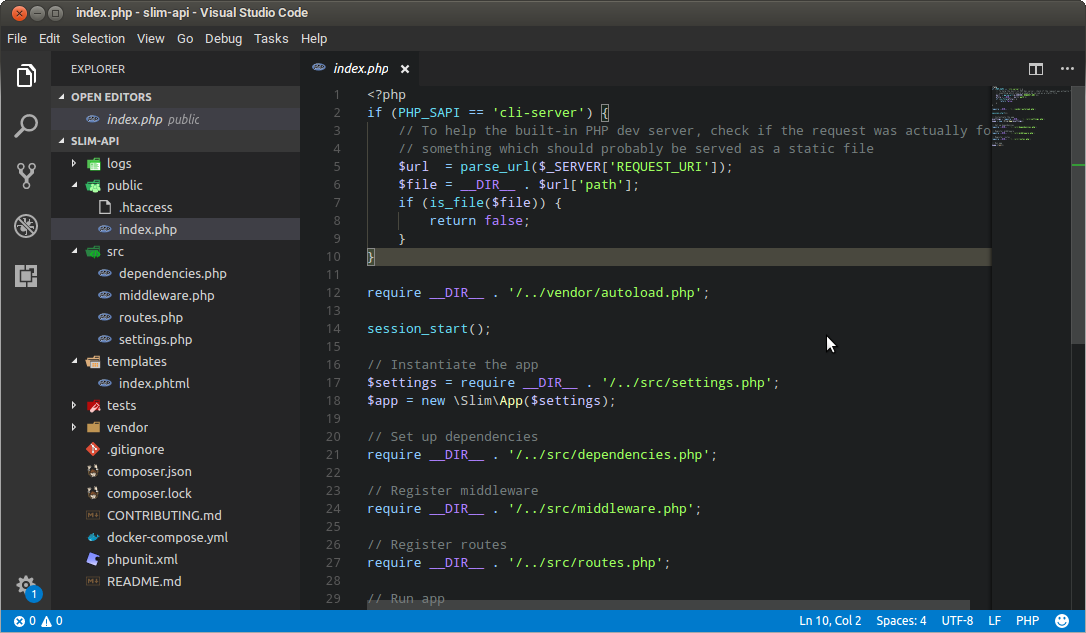 index.php - slim-api - Visual Studio Code
File Edit Selection View Go Debug Tasks Help
EXPLORER
OPEN EDITORS
index.php public
SLIM-API
logs
public
.htaccess
index.php
src
dependencies.php
middleware.php
routes.php
settings.php
templates
index.phtml
tests
vendor
.gitignore
composer.json
composer.lock
CONTRIBUTING.md
docker-compose.yml
phpunit.xml
README.md
1
index.php
1 <?php
2 if (PHP_SAPI == 'cli-server') {
3 // To help the built-in PHP dev server, check if the request was actually fo
4 // something which should probably be served as a static file
5 $url  = parse_url($_SERVER['REQUEST_URI']);
6 $file = __DIR__ . $url['path'];
7 if (is_file($file)) {
8 return false;
9 }
10 }
11
12 require __DIR__ . '/../vendor/autoload.php';
13
14 session_start();
15
16 // Instantiate the app
17 $settings = require __DIR__ . '/../src/settings.php';
18 $app = new \Slim\App($settings);
19
20 // Set up dependencies
21 require __DIR__ . '/../src/dependencies.php';
22
23 // Register middleware
24 require __DIR__ . '/../src/middleware.php';
25
26 // Register routes
27 require __DIR__ . '/../src/routes.php';
28
29 // Run app
0 0 Ln 10, Col 2 Spaces: 4 UTF-8 LF PHP